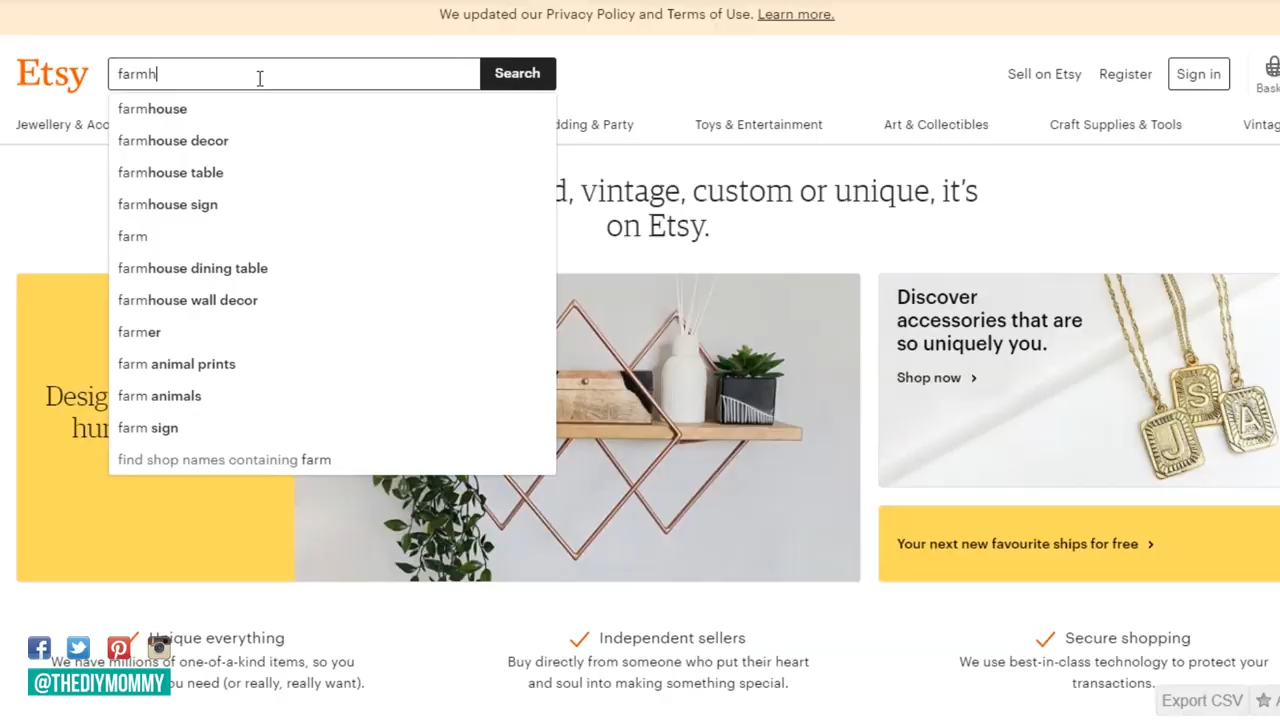 We updated our Privacy Policy and Terms of Use. Learn more.
Etsy
farmh
Search
Sell on Etsy
Register
Sign in
Jewellery &
& Party
Toys & Entertainment
Art & Collectibles
Craft Supplies & Tools
farmhouse
farmhouse decor
farmhouse table
farmhouse sign
farm
farmhouse dining table
farmhouse wall decor
farmer
farm animal prints
farm animals
farm sign
find shop names containing farm
vintage, custom or unique, it's
on Etsy.
Discover
accessories that are
so uniquely you.
Shop now >
J
S
A
Your next new favourite ships for free >
everything
We have millions of one-of-a-kind items, so you
need (or really, really want).
Independent sellers
Buy directly from someone who put their heart
and soul into making something special.
Secure shopping
We use best-in-class technology to protect your
transactions.
@THEDIYMOMMY
Export CSV